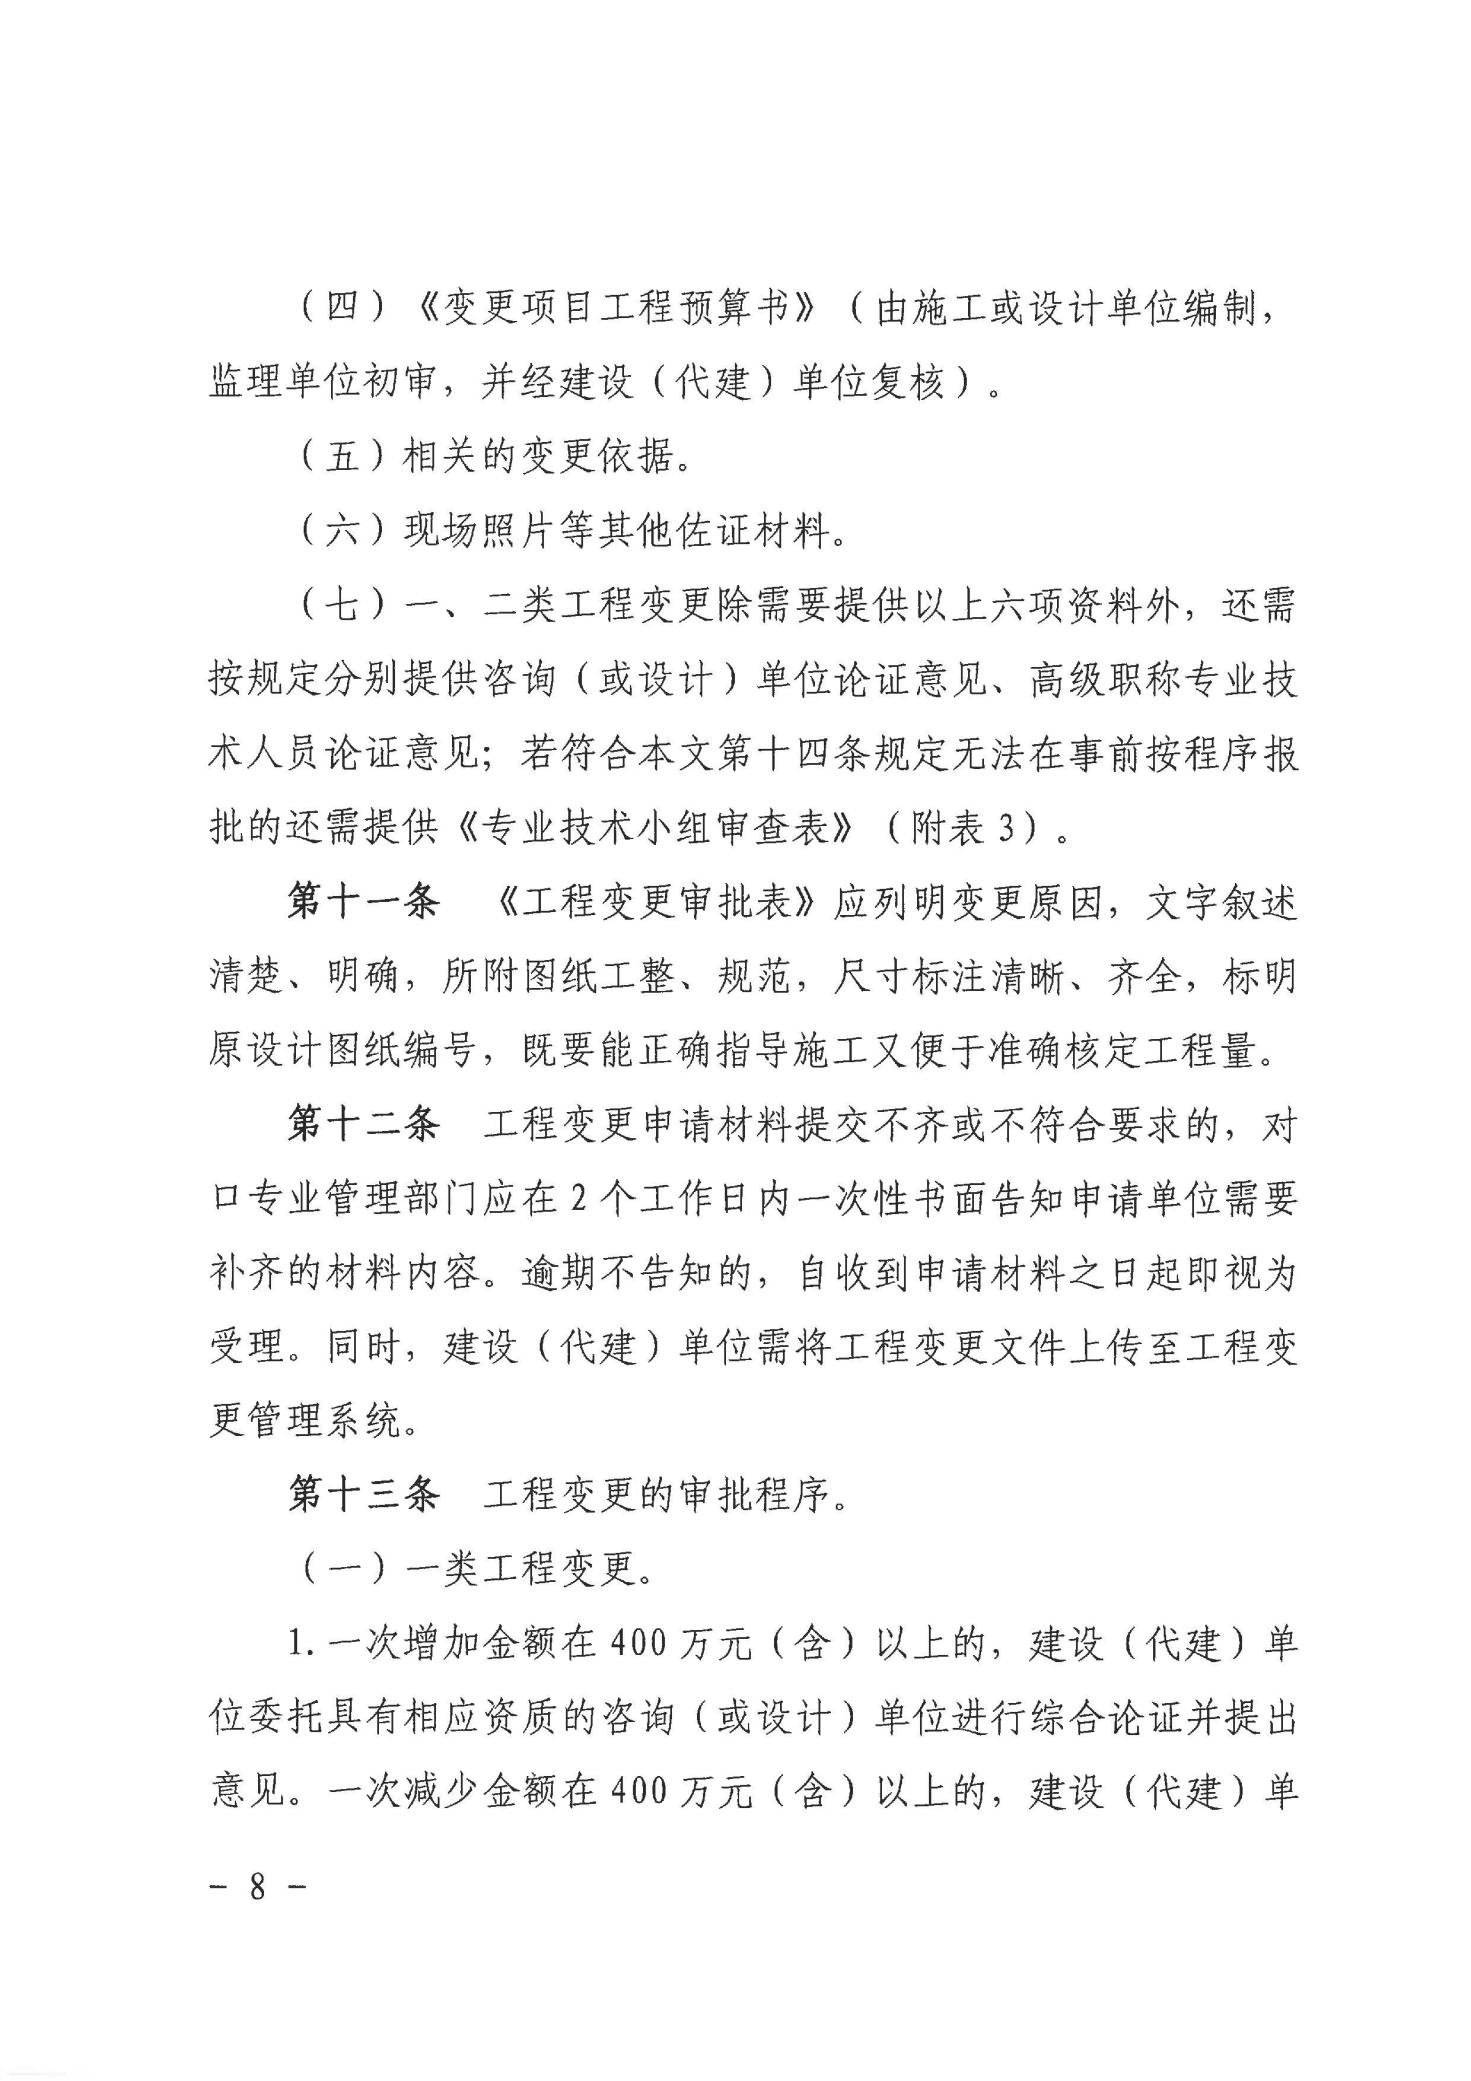 （四）《变更项目工程预算书》（由施工或设计单位编制，
监理单位初审，并经建设（代建）单位复核）。
（五）相关的变更依据。
（六）现场照片等其他佐证材料。
（七）一、二类工程变更除需要提供以上六项资料外，还需
按规定分别提供咨询（或设计）单位论证意见、高级职称专业技
术人员论证意见；若符合本文第十四条规定无法在事前按程序报
批的还需提供《专业技术小组审查表》（附表 3）。
第十一条　《工程变更审批表》应列明变更原因，文字叙述
清楚、明确，所附图纸工整、规范，尺寸标注清晰、齐全，标明
原设计图纸编号，既要能正确指导施工又便于准确核定工程量。
第十二条　工程变更申请材料提交不齐或不符合要求的，对
口专业管理部门应在 2 个工作日内一次性书面告知申请单位需要
补齐的材料内容。逾期不告知的，自收到申请材料之日起即视为
受理。同时，建设（代建）单位需将工程变更文件上传至工程变
更管理系统。
第十三条　工程变更的审批程序。
（一）一类工程变更。
1.一次增加金额在 400 万元（含）以上的，建设（代建）单
位委托具有相应资质的咨询（或设计）单位进行综合论证并提出
意见。一次减少金额在 400 万元（含）以上的，建设（代建）单
- 8 -